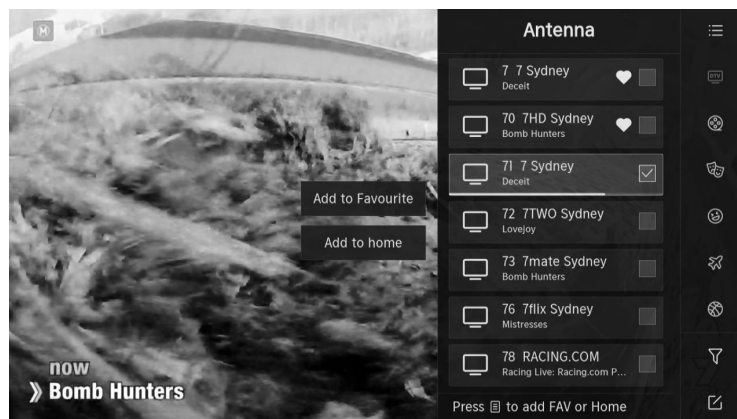 M
Antenna
7 7 Sydney
Deceit
70 7HD Sydney
Bomb Hunters
71 7 Sydney
Deceit
72 7TWO Sydney
Lovejoy
73 7mate Sydney
Bomb Hunters
76 7flix Sydney
Mistresses
78 RACING.COM
Racing Live: Racing.com P...
Press to add FAV or Home
DTV
Add to Favourite
Add to home
now
Bomb Hunters